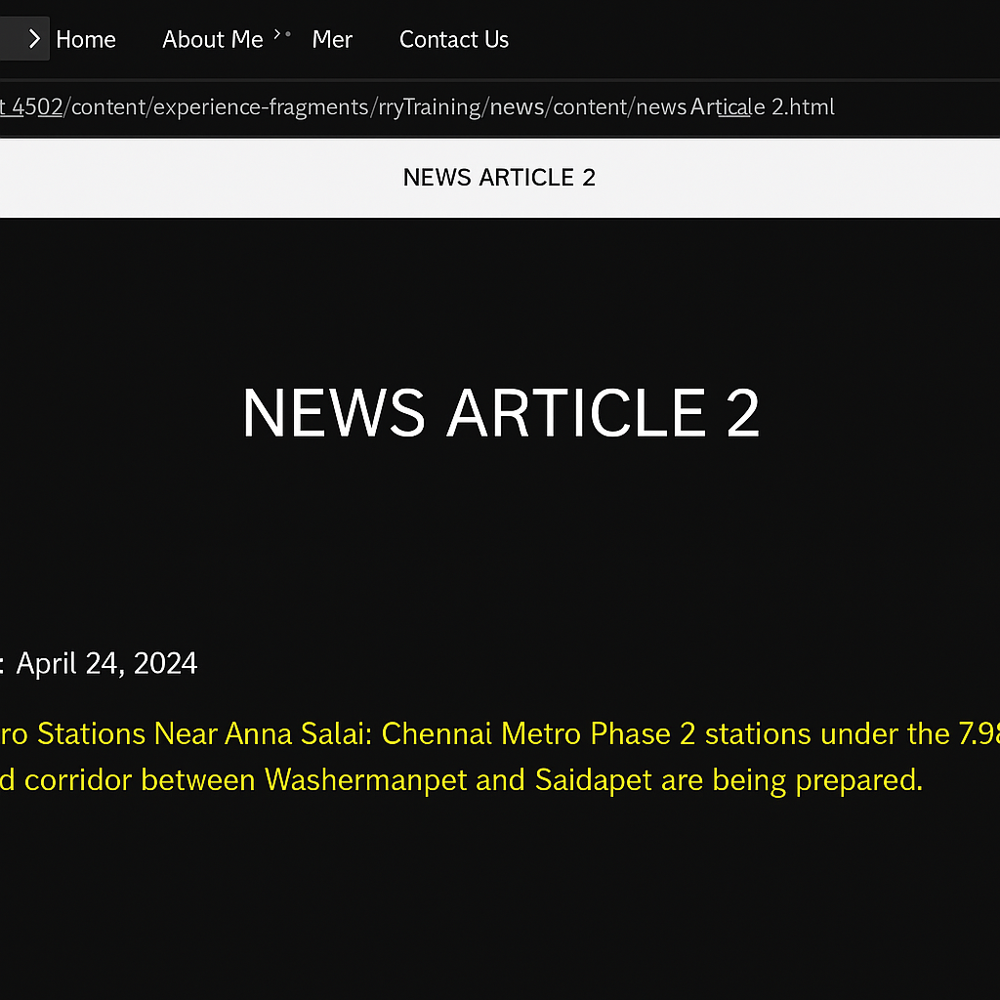 Home About Me Mer Contact Us
t 4502/content/experience-fragments/rryTraining/news/content/news Articale 2.html
NEWS ARTICLE 2
NEWS ARTICLE 2
: April 24, 2024
ro Stations Near Anna Salai: Chennai Metro Phase 2 stations under the 7.98
d corridor between Washermanpet and Saidapet are being prepared.